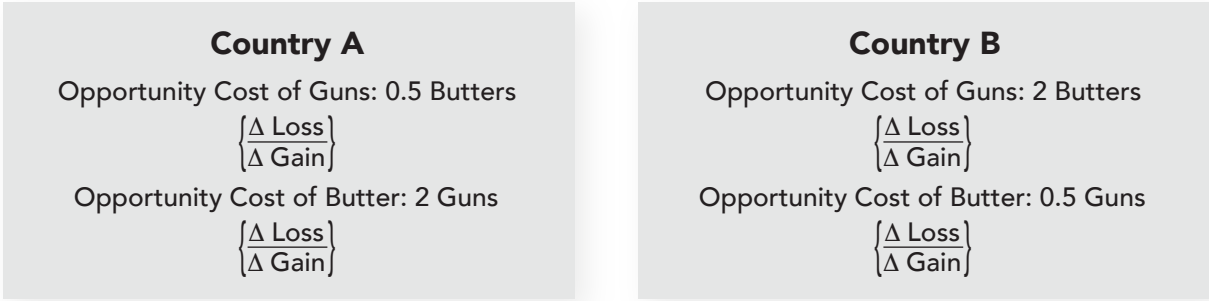 Country A
Opportunity Cost of Guns: 0.5 Butters
{Δ Loss
Δ Gain}
Opportunity Cost of Butter: 2 Guns
{Δ Loss
Δ Gain}
Country B
Opportunity Cost of Guns: 2 Butters
{Δ Loss
Δ Gain}
Opportunity Cost of Butter: 0.5 Guns
{Δ Loss
Δ Gain}